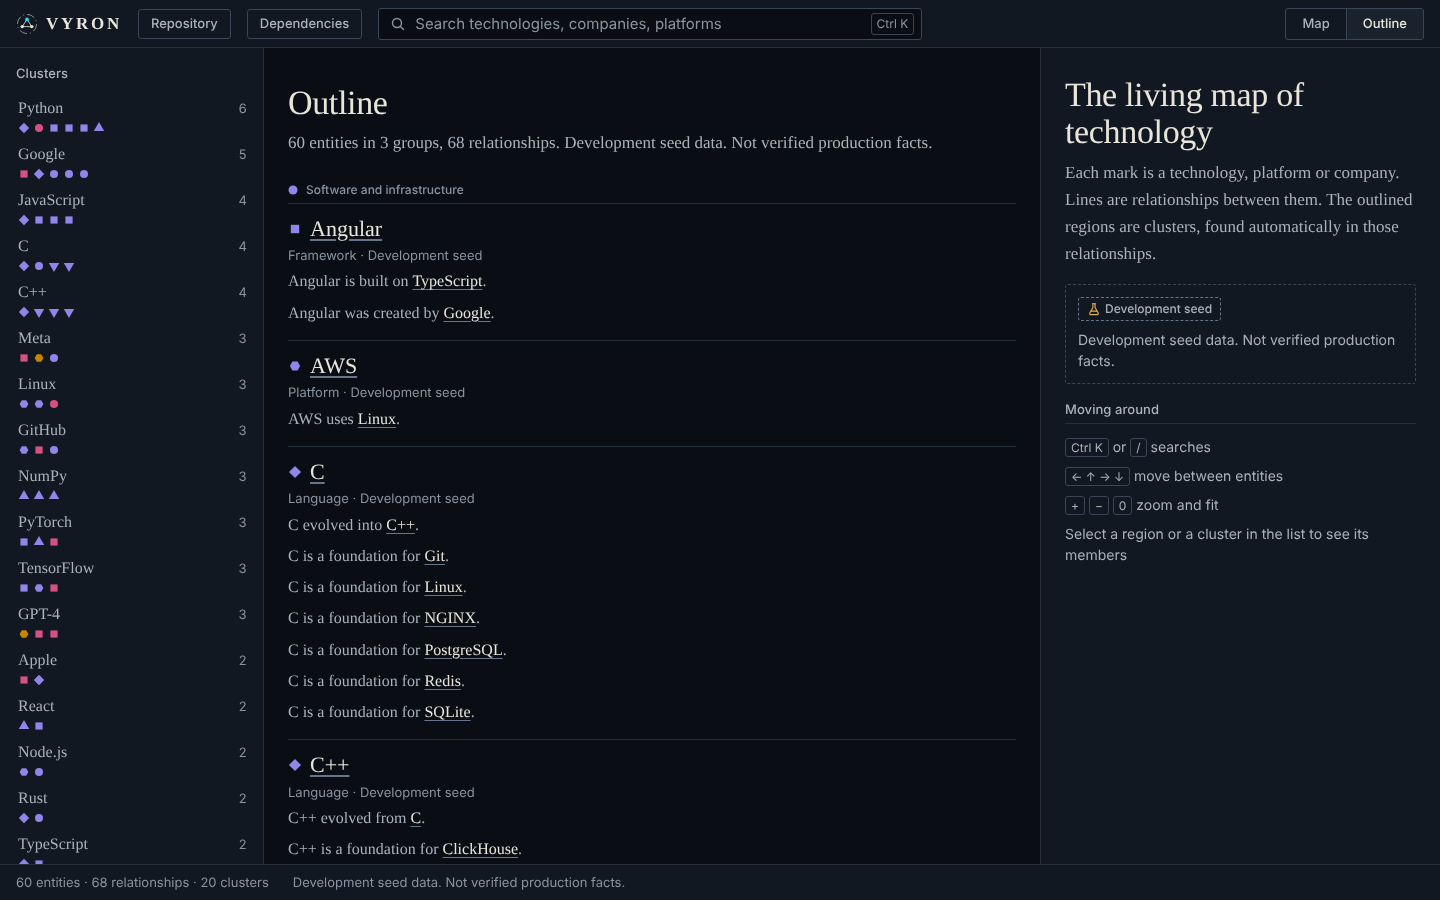 VYRON
Repository
Dependencies
Search technologies, companies, platforms
Ctrl K
Map
Outline
Clusters
Python 6
Google 5
JavaScript 4
C 4
C++ 4
Meta 3
Linux 3
GitHub 3
NumPy 3
PyTorch 3
TensorFlow 3
GPT-4 3
Apple 2
React 2
Node.js 2
Rust 2
TypeScript 2
Outline
60 entities in 3 groups, 68 relationships. Development seed data. Not verified production facts.
Software and infrastructure
Angular
Framework · Development seed
Angular is built on TypeScript.
Angular was created by Google.
AWS
Platform · Development seed
AWS uses Linux.
C
Language · Development seed
C evolved into C++.
C is a foundation for Git.
C is a foundation for Linux.
C is a foundation for NGINX.
C is a foundation for PostgreSQL.
C is a foundation for Redis.
C is a foundation for SQLite.
C++
Language · Development seed
C++ evolved from C.
C++ is a foundation for ClickHouse.
The living map of
technology
Each mark is a technology, platform or company.
Lines are relationships between them. The outlined
regions are clusters, found automatically in those
relationships.
Development seed
Development seed data. Not verified production
facts.
Moving around
Ctrl K or / searches
← ↑ → ↓ move between entities
+ − 0 zoom and fit
Select a region or a cluster in the list to see its
members
60 entities · 68 relationships · 20 clusters
Development seed data. Not verified production facts.